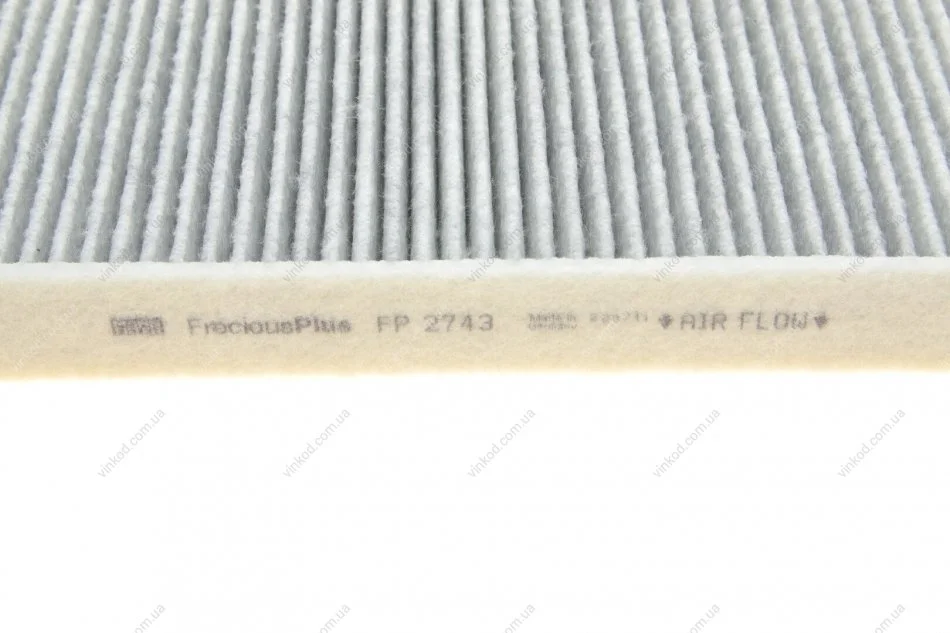 FreciousPlus FP 2743 AIR FLOW
vinkod.com.ua